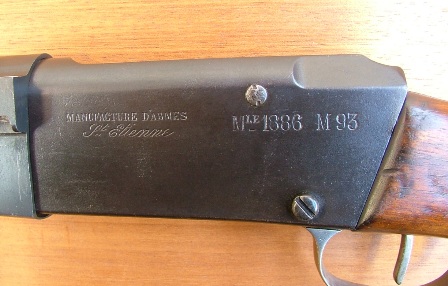 MANUFACTURE D'ARMES
St. Etienne
MLE 1886 M 93